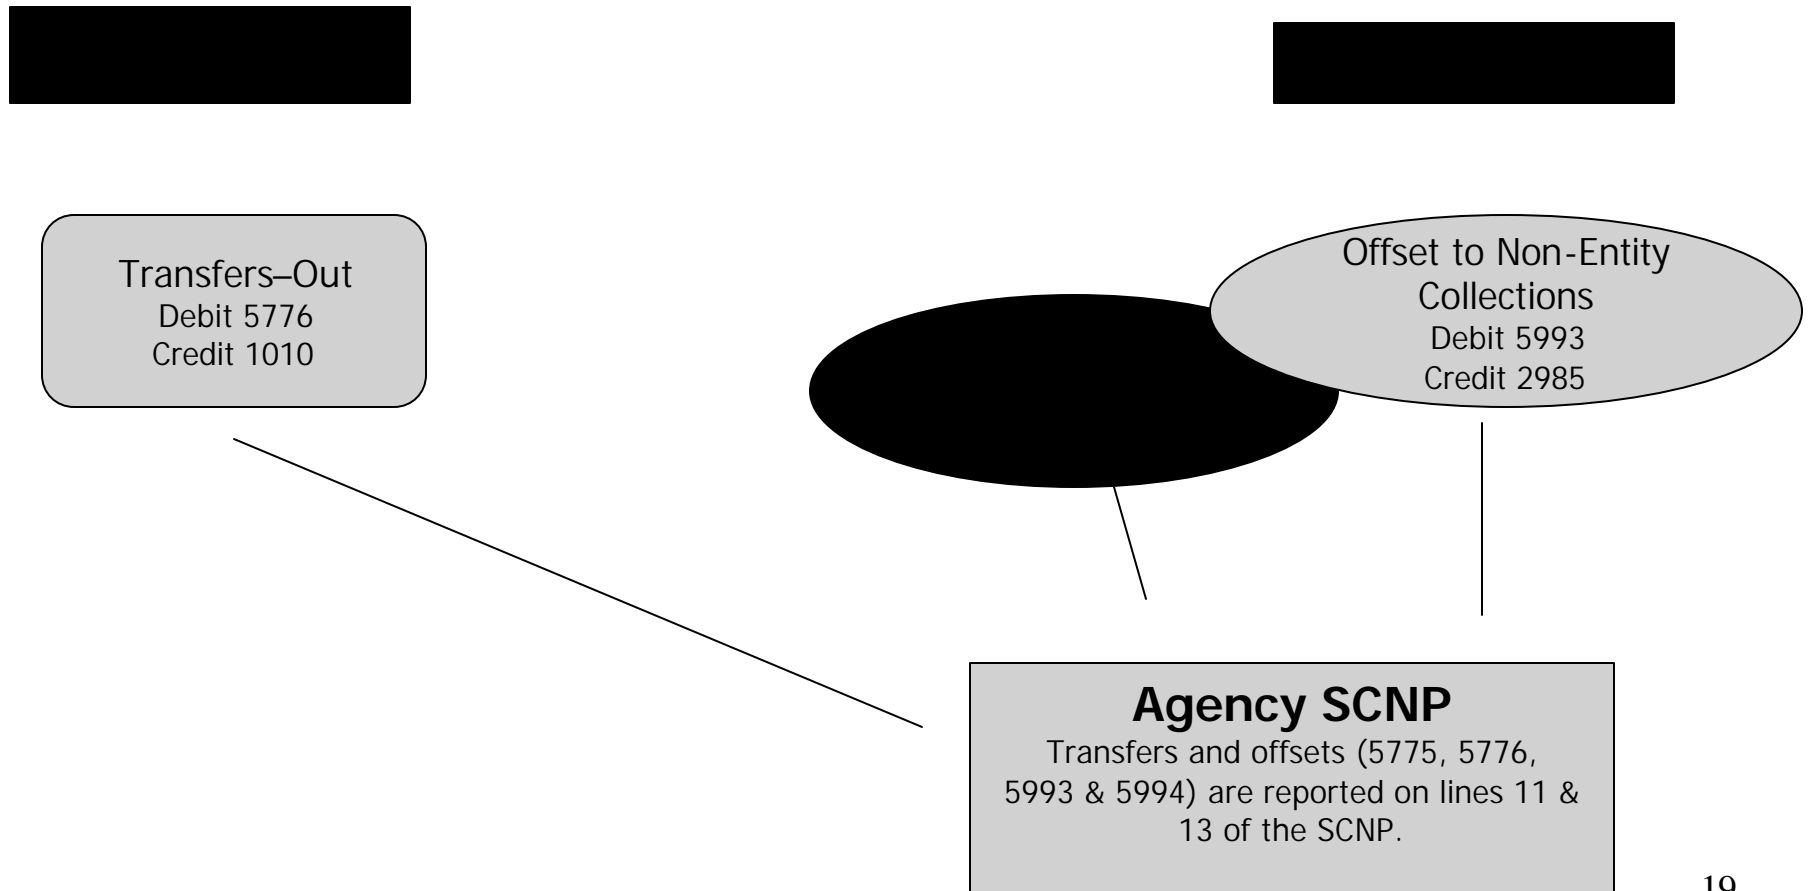 Transfers–Out
Debit 5776
Credit 1010
Offset to Non-Entity
Collections
Debit 5993
Credit 2985
Agency SCNP
Transfers and offsets (5775, 5776,
5993 & 5994) are reported on lines 11 &
13 of the SCNP.
19